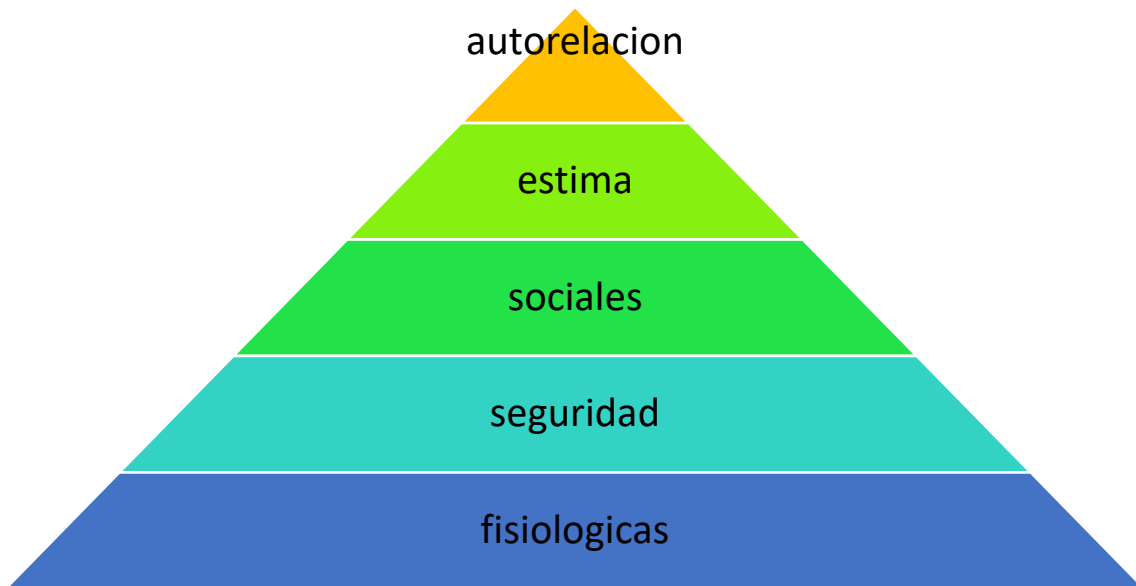 autorelacion
estima
sociales
seguridad
fisiologicas